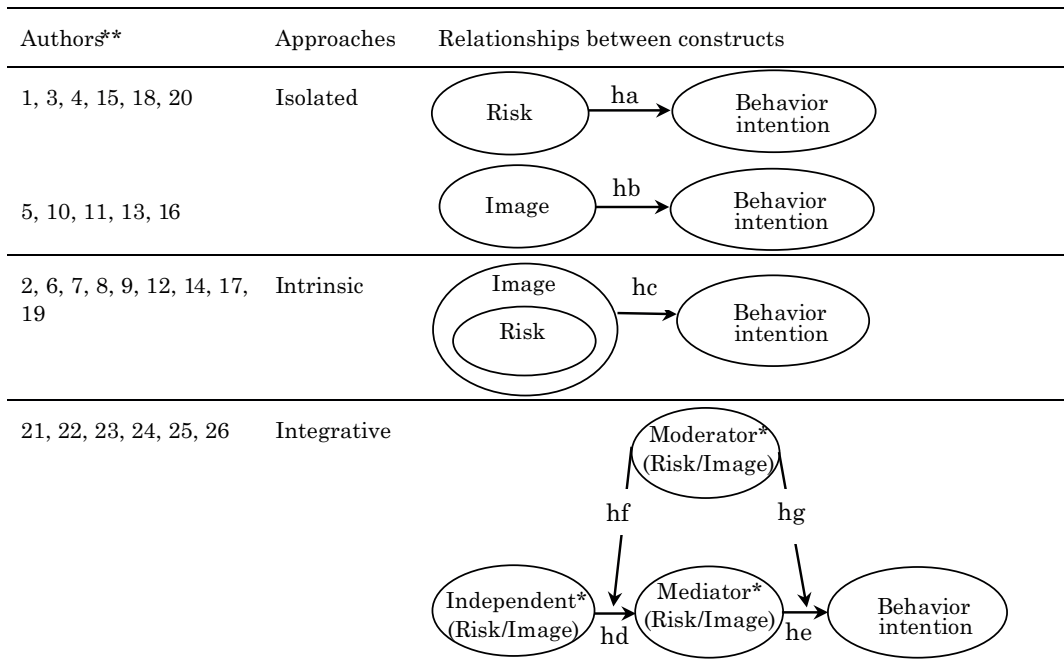 Authors** Approaches Relationships between constructs
1, 3, 4, 15, 18, 20 Isolated
Risk
ha
Behavior
intention
5, 10, 11, 13, 16
Image
hb
Behavior
intention
2, 6, 7, 8, 9, 12, 14, 17, Intrinsic
19
Image
Risk
hc
Behavior
intention
21, 22, 23, 24, 25, 26 Integrative
Moderator*
(Risk/Image)
hf hg
Independent*
(Risk/Image)
hd
Mediator*
(Risk/Image)
he
Behavior
intention